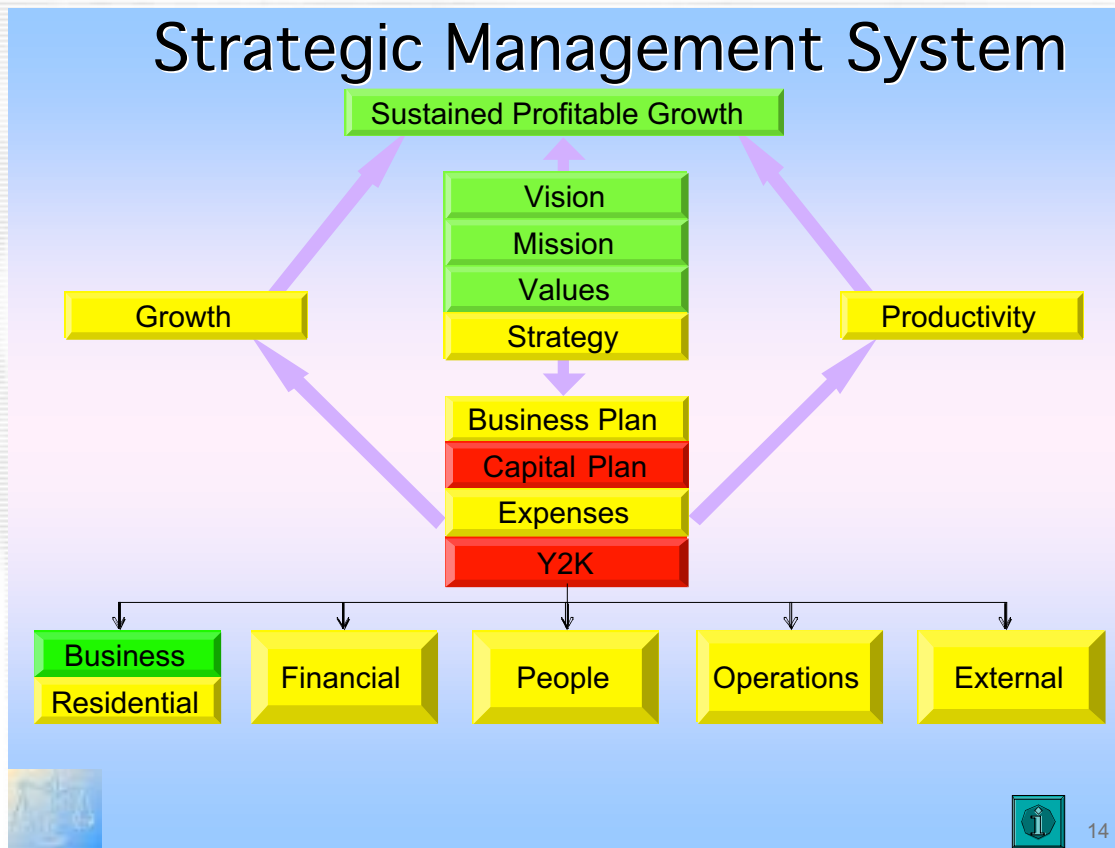 Strategic Management System
Sustained Profitable Growth
Vision
Mission
Values
Strategy
Growth
Productivity
Business Plan
Capital Plan
Expenses
Y2K
Business
Residential
Financial
People
Operations
External
i
14